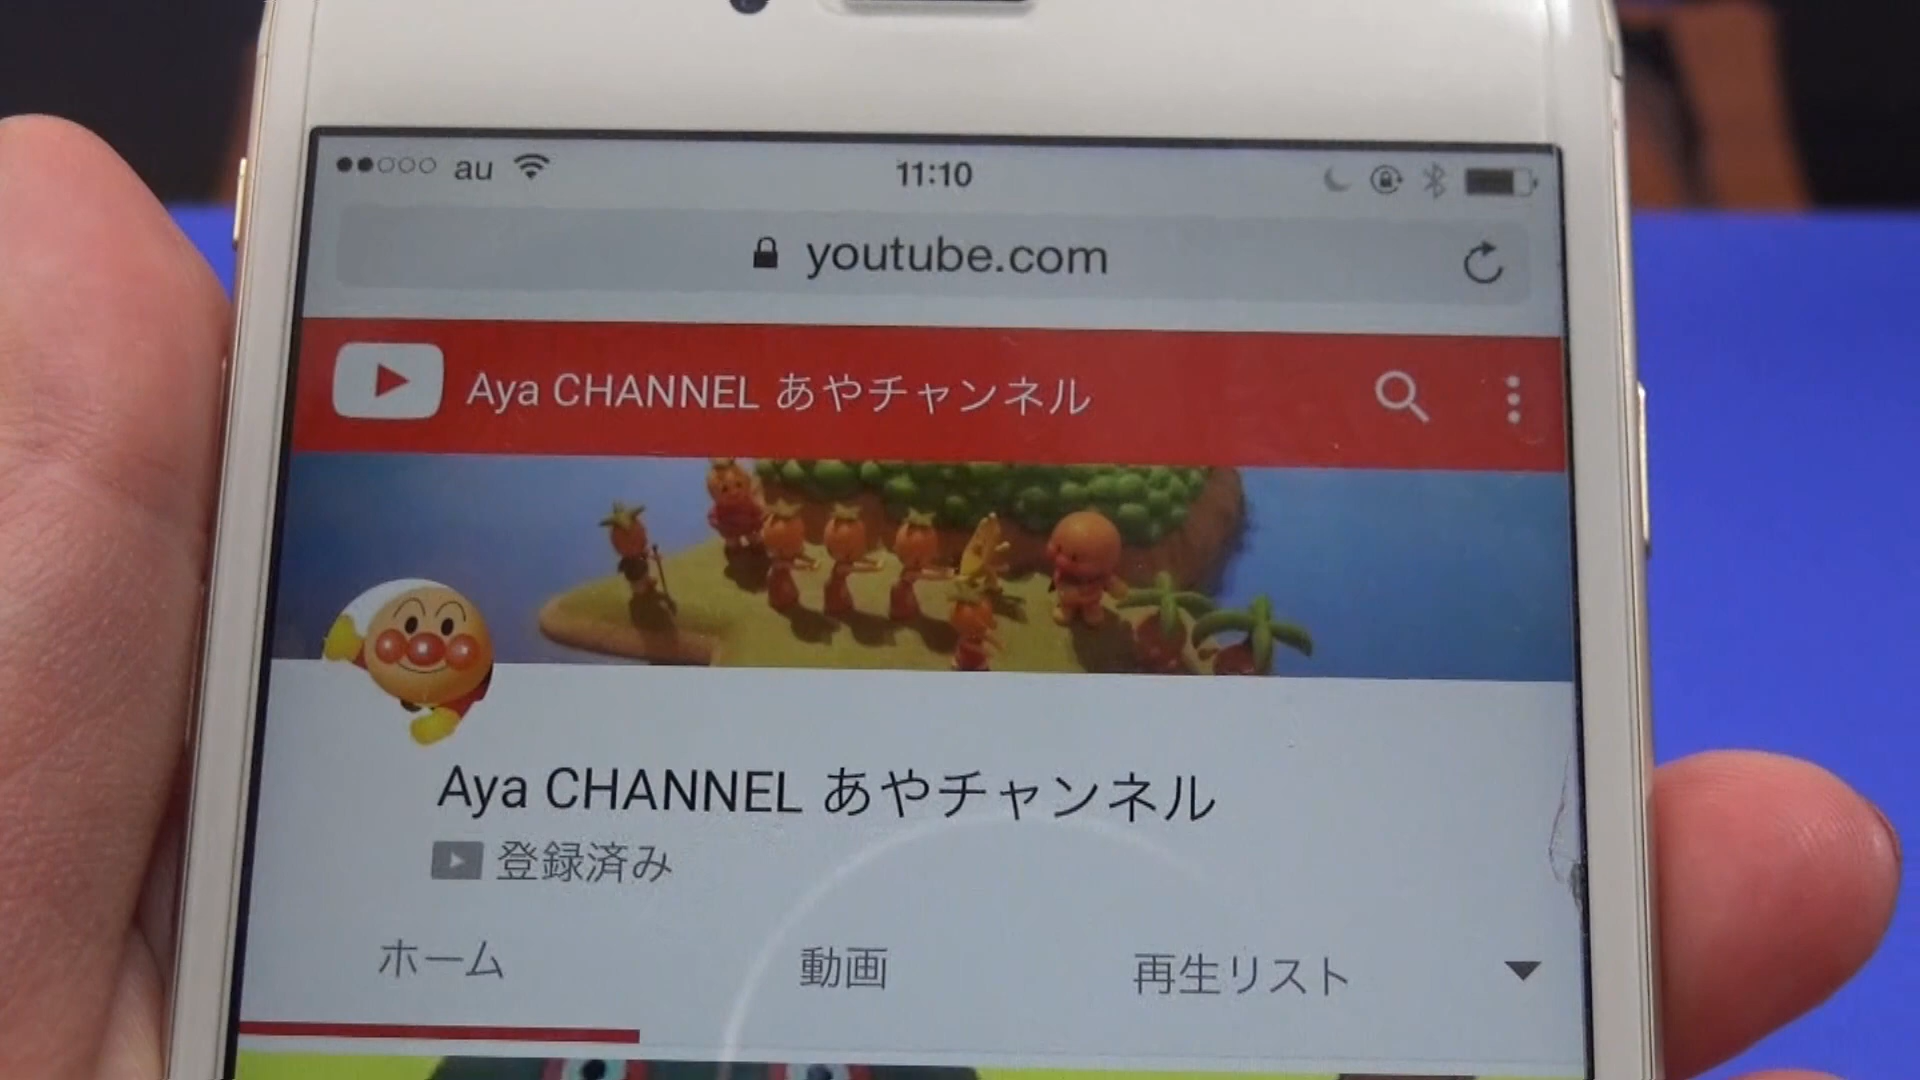 au 11:10
youtube.com
Aya CHANNEL あやチャンネル
Aya CHANNEL あやチャンネル
登録済み
ホーム 動画 再生リスト